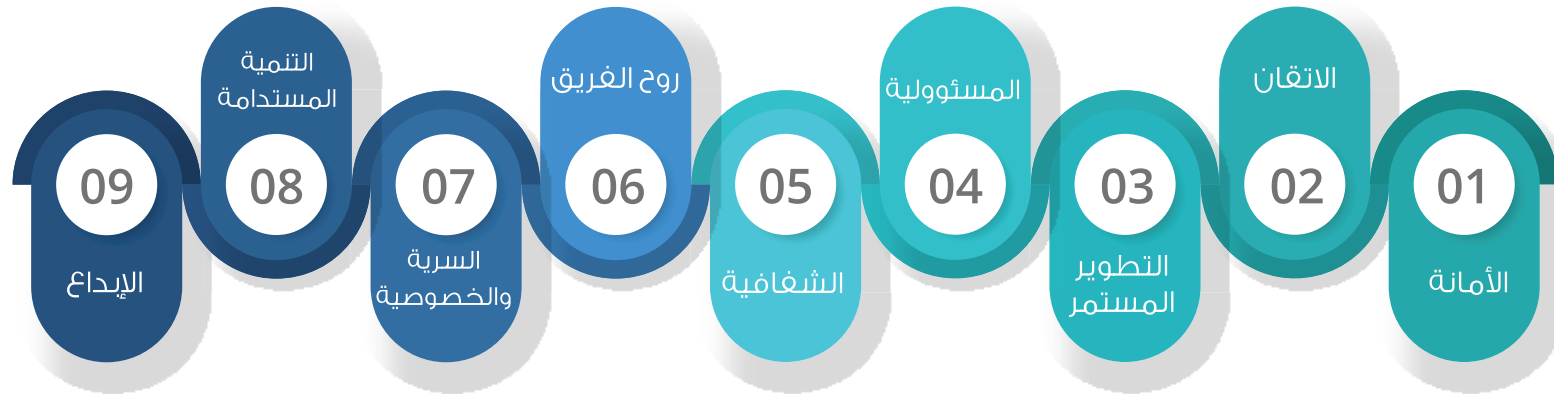 01
الأمانة
02
الاتقان
03
التطوير
المستمر
04
المسئوولية
05
الشفافية
06
روح الفريق
07
السرية
والخصوصية
08
التنمية
المستدامة
09
الإبداع